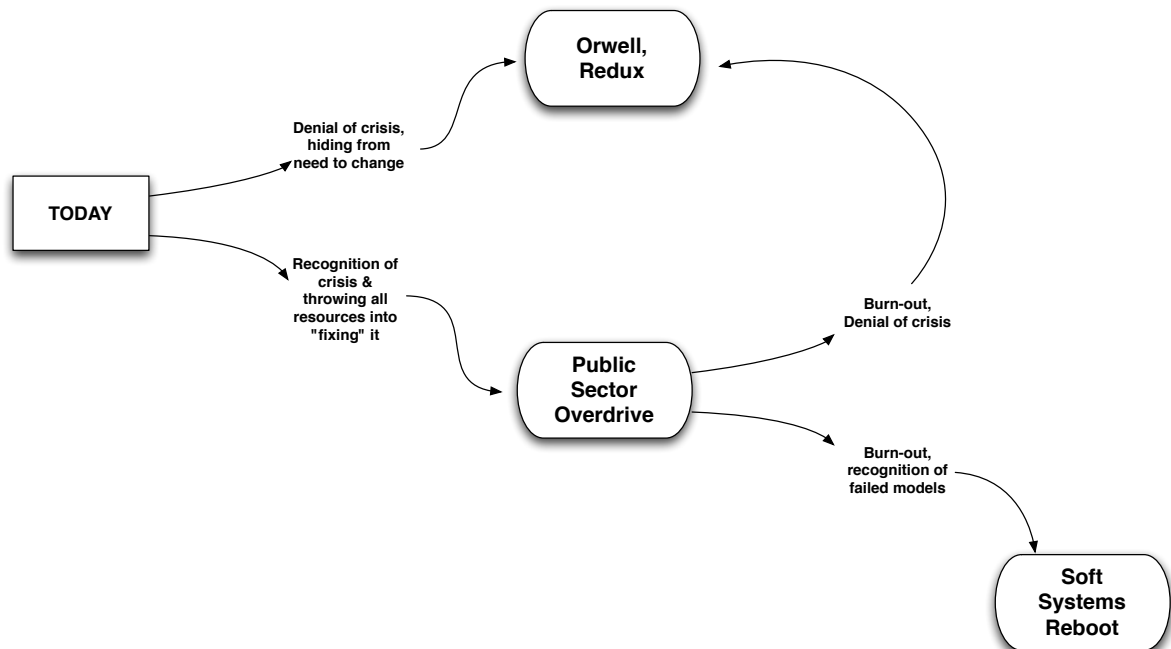 Orwell,
Redux
Denial of crisis,
hiding from
need to change
TODAY
Recognition of
crisis &
throwing all
resources into
"fixing" it
Burn-out,
Denial of crisis
Public
Sector
Overdrive
Burn-out,
recognition of
failed models
Soft
Systems
Reboot